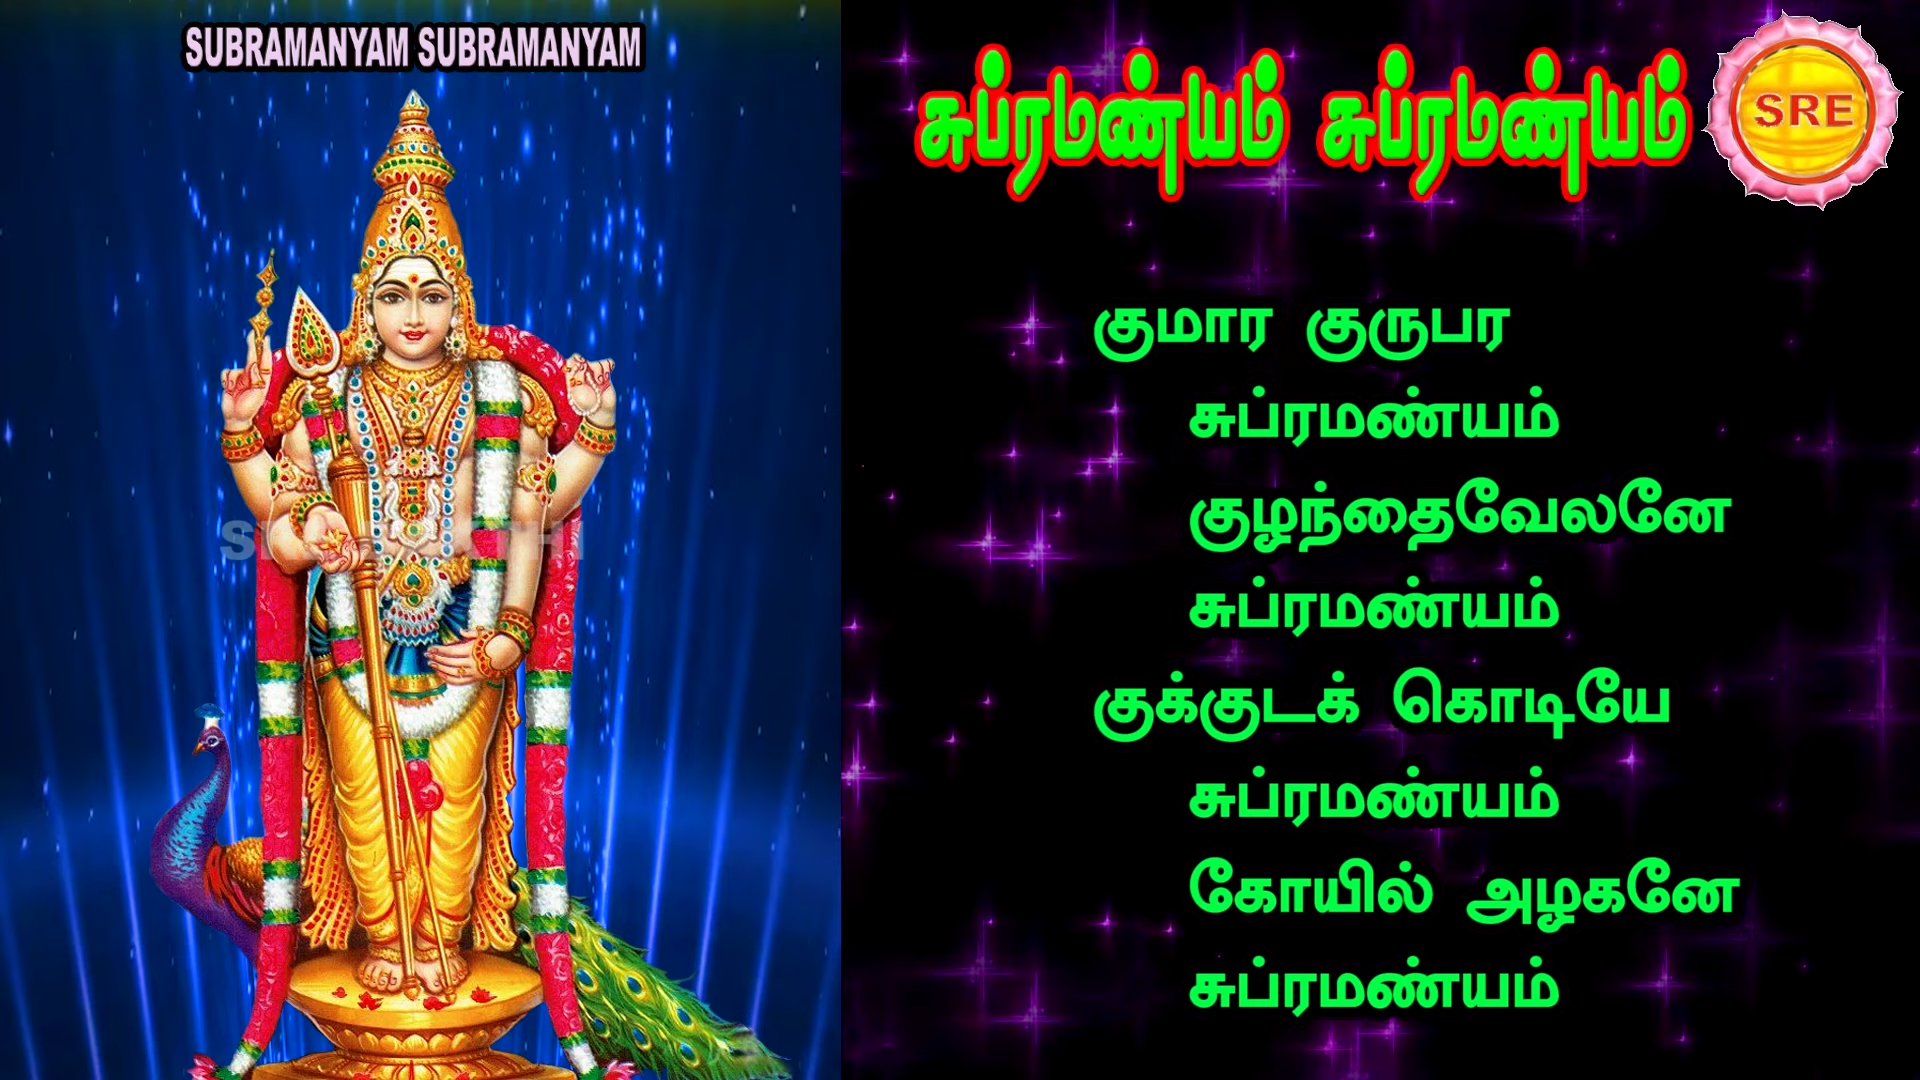 SUBRAMANYAM SUBRAMANYAM
சுப்ரமண்யம் சுப்ரமண்யம்
SRE
குமார குருபர
சுப்ரமண்யம்
குழந்தைவேலனே
சுப்ரமண்யம்
குக்குடக் கொடியே
சுப்ரமண்யம்
கோயில் அழகனே
சுப்ரமண்யம்